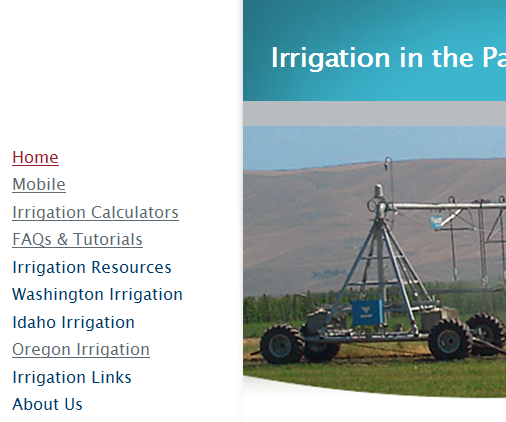 Irrigation in the Pa
Home
Mobile
Irrigation Calculators
FAQs & Tutorials
Irrigation Resources
Washington Irrigation
Idaho Irrigation
Oregon Irrigation
Irrigation Links
About Us